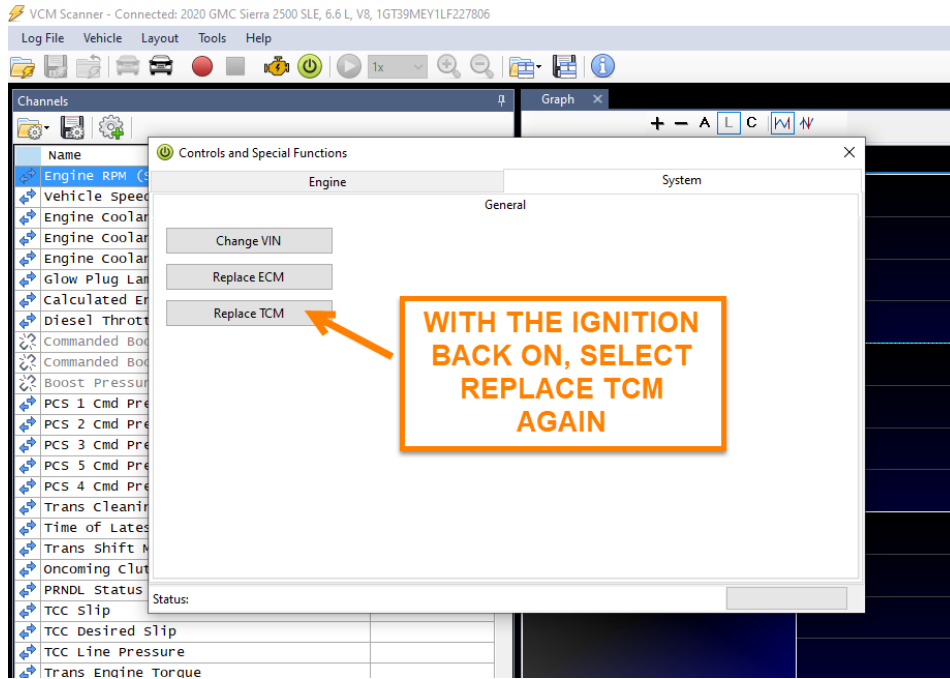 VCM Scanner - Connected: 2020 GMC Sierra 2500 SLE, 6.6 L, V8, 1GT39MEY1LF227806
Log File Vehicle Layout Tools Help
1x
Channels
Graph
+ − A L C
Name
Controls and Special Functions
Engine System
General
Change VIN
Replace ECM
Replace TCM
WITH THE IGNITION
BACK ON, SELECT
REPLACE TCM
AGAIN
Status:
Engine RPM (S
Vehicle Speed
Engine Coolan
Engine Coolan
Engine Coolan
Glow Plug Lam
Calculated En
Diesel Thrott
Commanded Boo
Commanded Boo
Boost Pressur
PCS 1 Cmd Pre
PCS 2 Cmd Pre
PCS 3 Cmd Pre
PCS 5 Cmd Pre
PCS 4 Cmd Pre
Trans Cleanin
Time of Lates
Trans Shift M
Oncoming Clut
PRNDL Status
TCC Slip
TCC Desired Slip
TCC Line Pressure
Trans Engine Torque